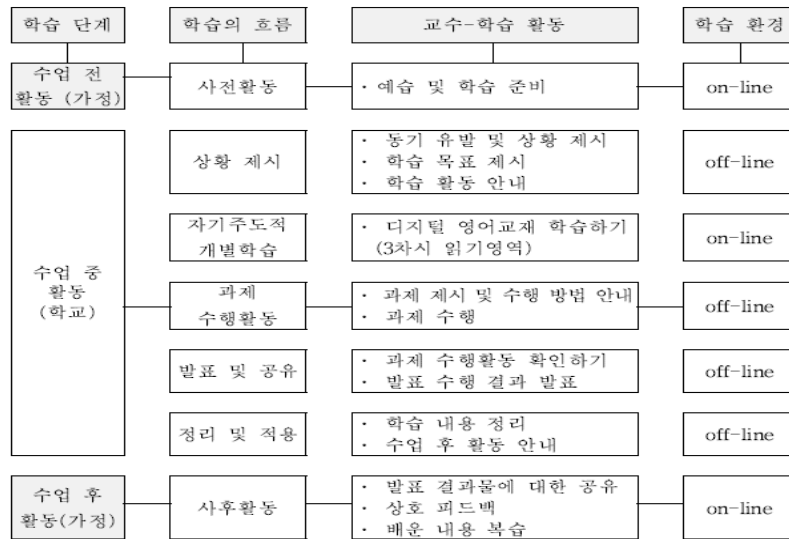 학습 단계
학습의 흐름
교수-학습 활동
학습 환경
수업 전
활동 (가정)
사전활동
· 예습 및 학습 준비
on-line
수업 중
활동
(학교)
상황 제시
· 동기 유발 및 상황 제시
· 학습 목표 제시
· 학습 활동 안내
off-line
자기주도적
개별학습
· 디지털 영어교재 학습하기
(3차시 읽기영역)
on-line
과제
수행활동
· 과제 제시 및 수행 방법 안내
· 과제 수행
off-line
발표 및 공유
· 과제 수행활동 확인하기
· 발표 수행 결과 발표
off-line
정리 및 적용
· 학습 내용 정리
· 수업 후 활동 안내
off-line
수업 후
활동(가정)
사후활동
· 발표 결과물에 대한 공유
· 상호 피드백
· 배운 내용 복습
on-line